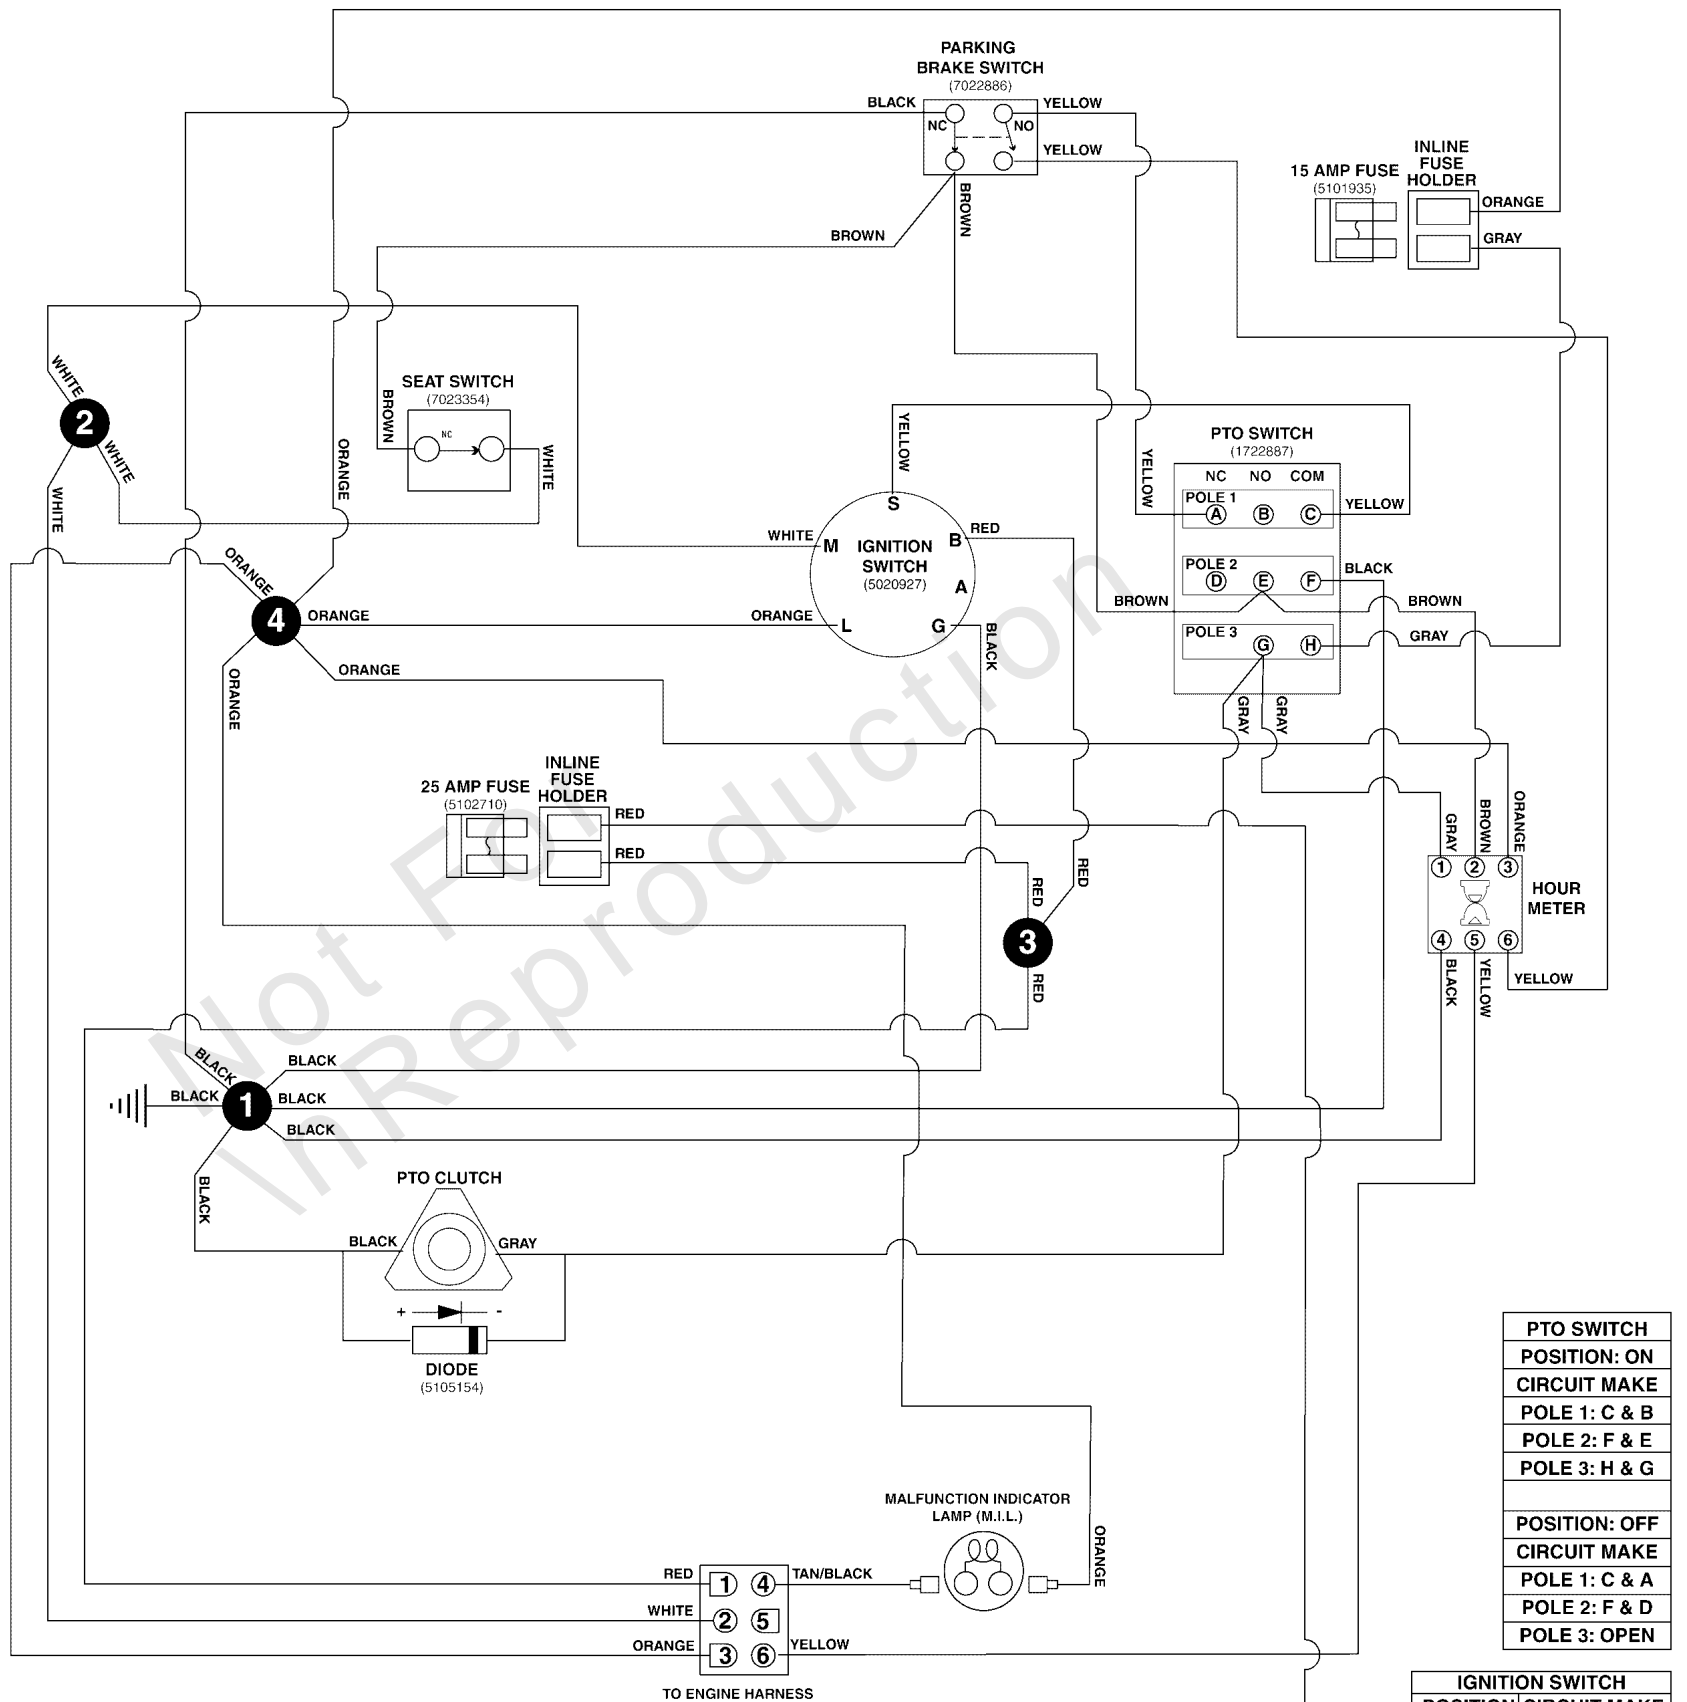 PARKING
BRAKE SWITCH
(7022886)
BLACK
YELLOW
NC
NO
YELLOW
BROWN
BROWN
15 AMP FUSE
(5101935)
INLINE
FUSE
HOLDER
ORANGE
GRAY
WHITE
2
WHITE
WHITE
SEAT SWITCH
(7023354)
NC
BROWN
WHITE
ORANGE
YELLOW
YELLOW
PTO SWITCH
(1722887)
NC NO COM
POLE 1
A B C
YELLOW
POLE 2
D E F
BLACK
BROWN
BROWN
POLE 3
G H
GRAY
GRAY
GRAY
S
WHITE
M
IGNITION
SWITCH
(5020927)
B
RED
A
ORANGE
L
G
BLACK
ORANGE
4
ORANGE
ORANGE
ORANGE
25 AMP FUSE
(5102710)
INLINE
FUSE
HOLDER
RED
RED
RED
RED
3
RED
GRAY
BROWN
ORANGE
1 2 3
HOUR
METER
4 5 6
BLACK
YELLOW
YELLOW
Not For
\nReproduction
BLACK
BLACK
BLACK
1
BLACK
BLACK
BLACK
PTO CLUTCH
BLACK
GRAY
+ -
DIODE
(5105154)
MALFUNCTION INDICATOR
LAMP (M.I.L.)
ORANGE
RED
1 4
TAN/BLACK
WHITE
2 5
ORANGE
3 6
YELLOW
TO ENGINE HARNESS
PTO SWITCH
POSITION: ON
CIRCUIT MAKE
POLE 1: C & B
POLE 2: F & E
POLE 3: H & G
POSITION: OFF
CIRCUIT MAKE
POLE 1: C & A
POLE 2: F & D
POLE 3: OPEN
IGNITION SWITCH
POSITION CIRCUIT MAKE